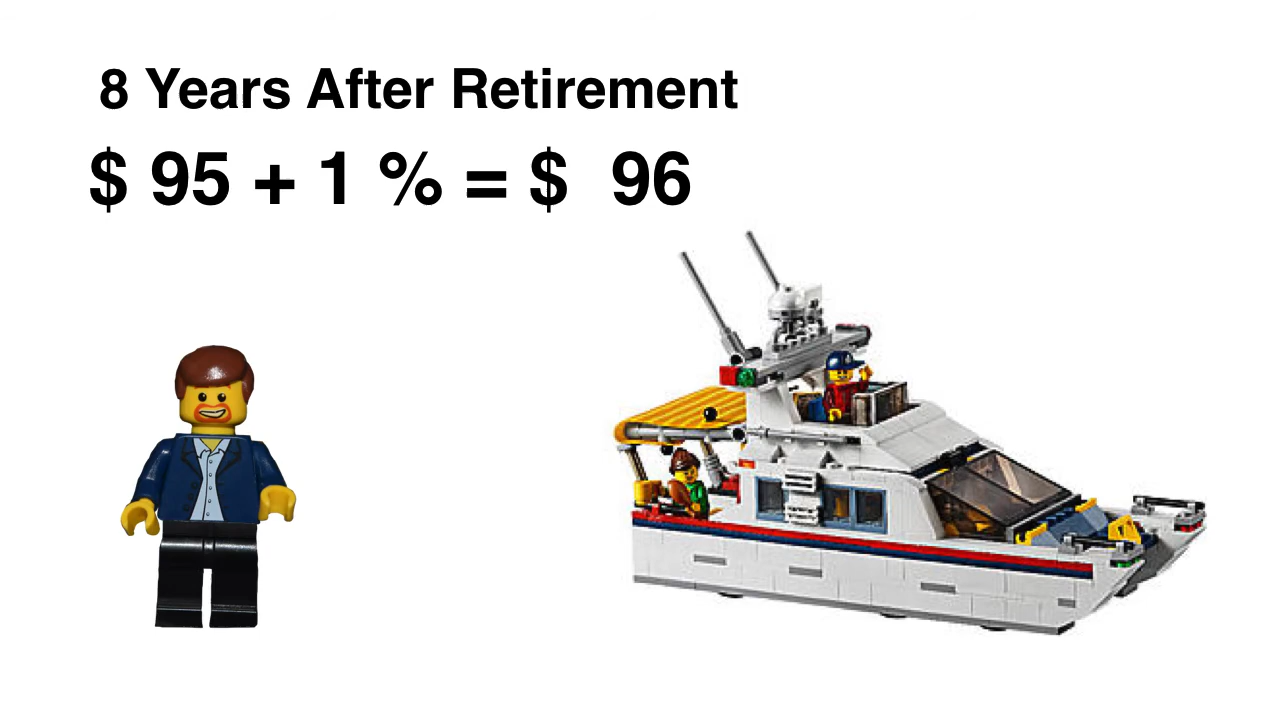 8 Years After Retirement
$ 95 + 1 % = $ 96